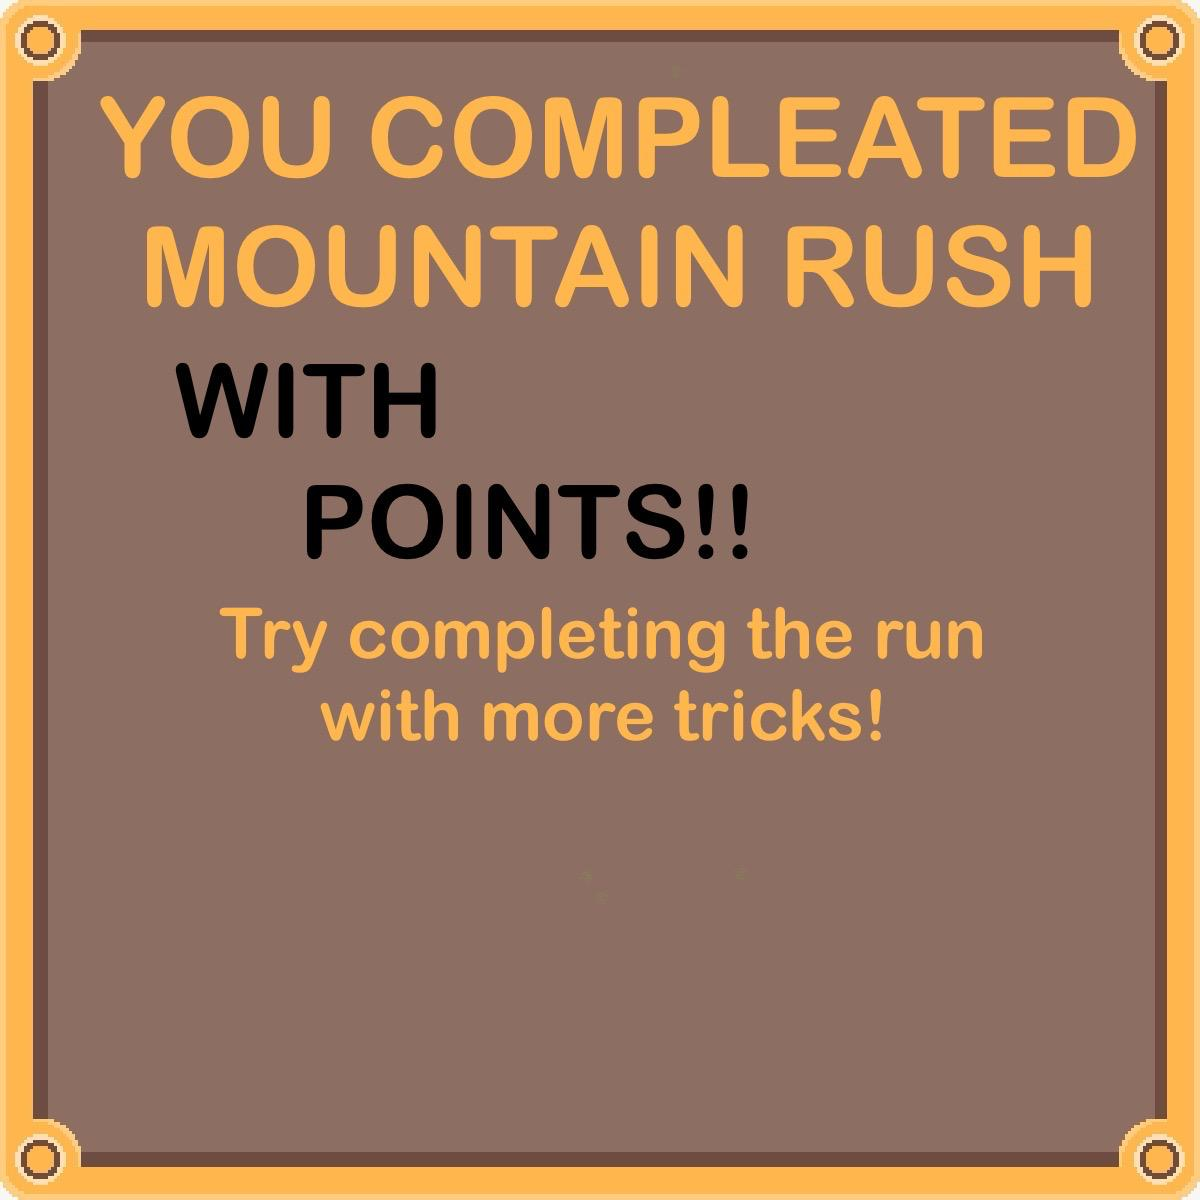 YOU COMPLEATED
MOUNTAIN RUSH
WITH
POINTS!!
Try completing the run
with more tricks!